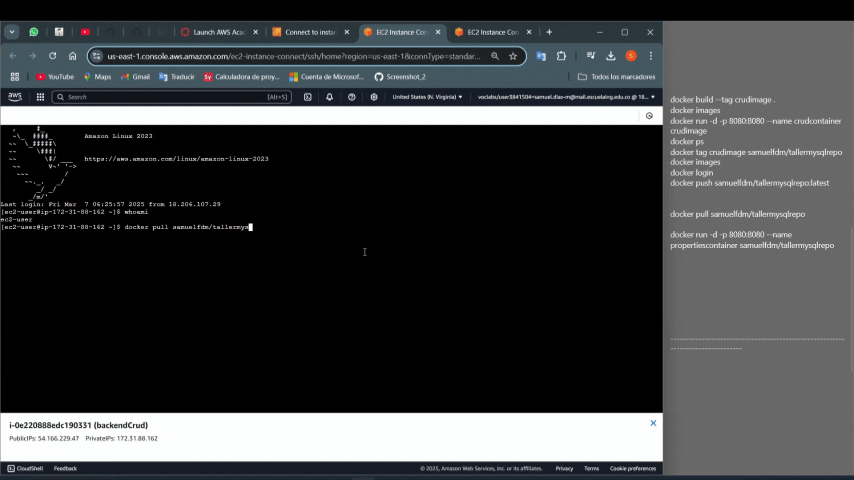 Launch AWS Aca
Connect to instan
EC2 Instance Con
EC2 Instance Con
us-east-1.console.aws.amazon.com/ec2-instance-connect/ssh/home?region=us-east-1&connType=standar...
YouTube
Maps
Gmail
Traducir
Calculadora de proy...
Cuenta de Microsoft...
Screenshot_2
Todos los marcadores
aws
Search
[Alt+S]
United States (N. Virginia)
voclabs/user3841504=samuel.diaz-m@mail.escuelaing.edu.co @ 18...
Amazon Linux 2023
https://aws.amazon.com/linux/amazon-linux-2023
Last login: Fri Mar  7 06:25:57 2025 from 18.206.107.29
[ec2-user@ip-172-31-88-162 ~]$ whoami
ec2-user
[ec2-user@ip-172-31-88-162 ~]$ docker pull samuelfdm/tallermys
i-0e220888edc190331 (backendCrud)
PublicIPs: 54.166.229.47 PrivateIPs: 172.31.88.162
CloudShell
Feedback
© 2025, Amazon Web Services, Inc. or its affiliates.
Privacy
Terms
Cookie preferences
docker build --tag crudimage .
docker images
docker run -d -p 8080:8080 --name crudcontainer
crudimage
docker ps
docker tag crudimage samuelfdm/tallermysqlrepo
docker images
docker login
docker push samuelfdm/tallermysqlrepo:latest
docker pull samuelfdm/tallermysqlrepo
docker run -d -p 8080:8080 --name
propertiescontainer samuelfdm/tallermysqlrepo